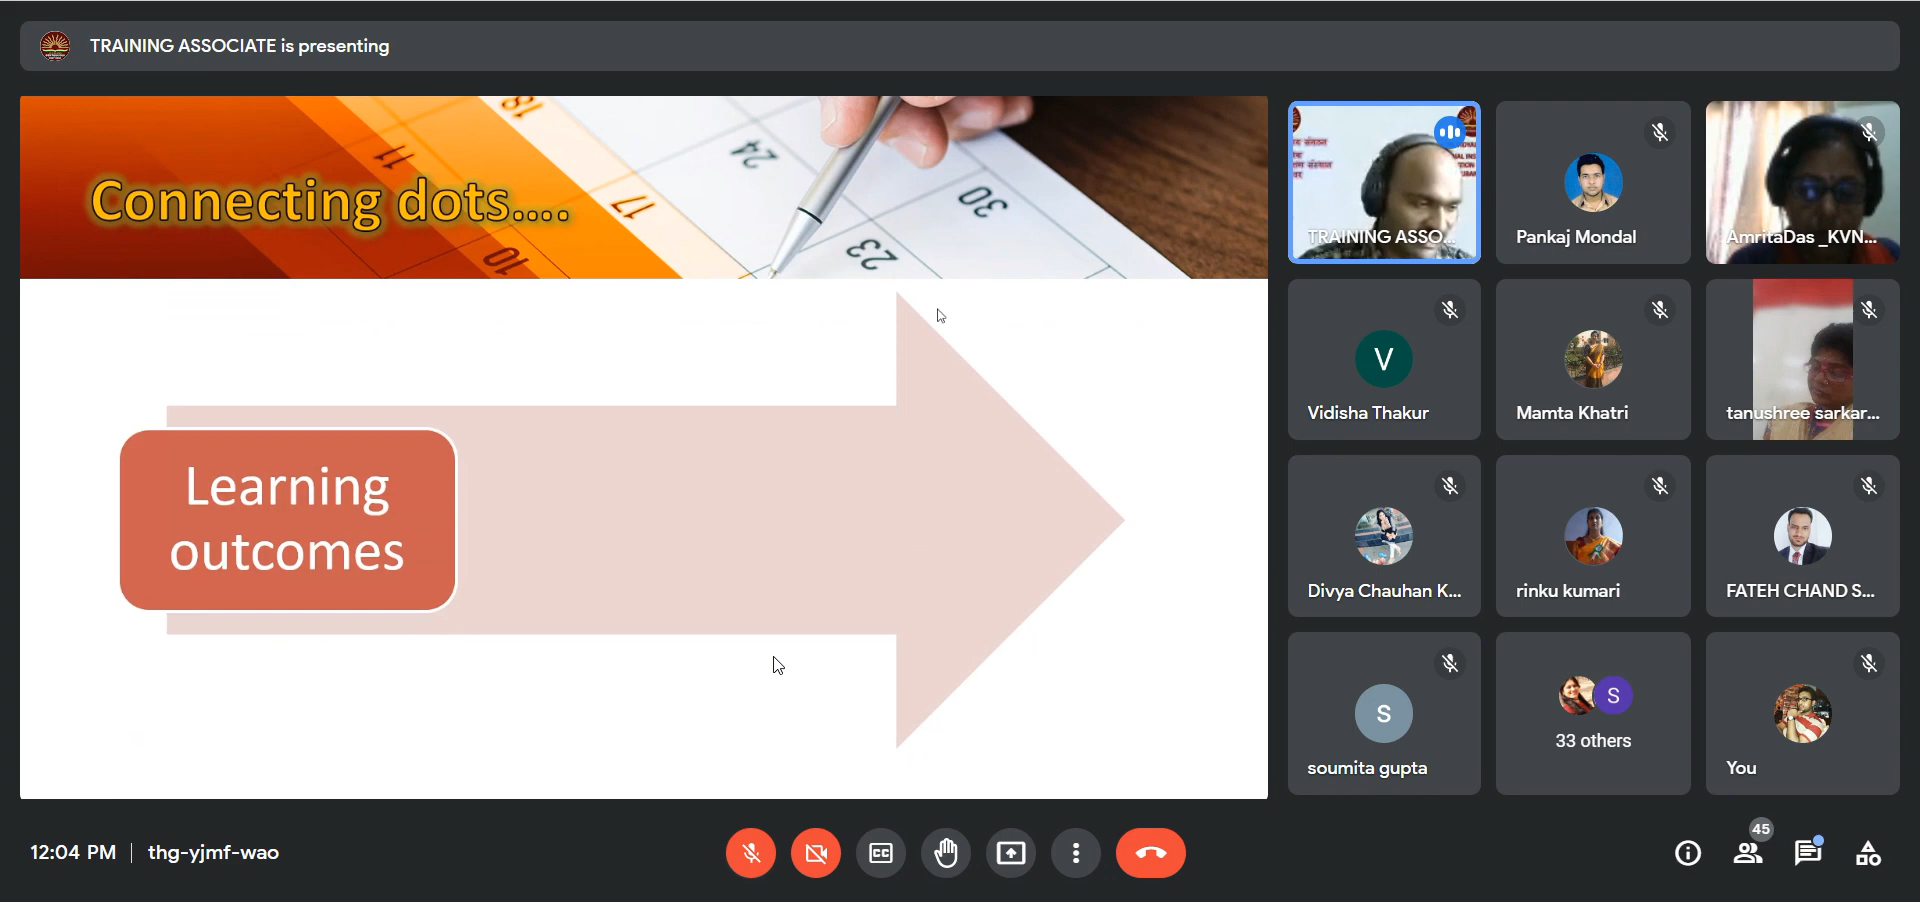 TRAINING ASSOCIATE is presenting
18
11
24
17
30
10
23
Connecting dots....
Learning
outcomes
TRAINING ASSO...
Pankaj Mondal
AmritaDas _KVN...
V
Vidisha Thakur
Mamta Khatri
tanushree sarkar...
Divya Chauhan K...
rinku kumari
FATEH CHAND S...
S
soumita gupta
S
33 others
You
12:04 PM | thg-yjmf-wao
CC
45